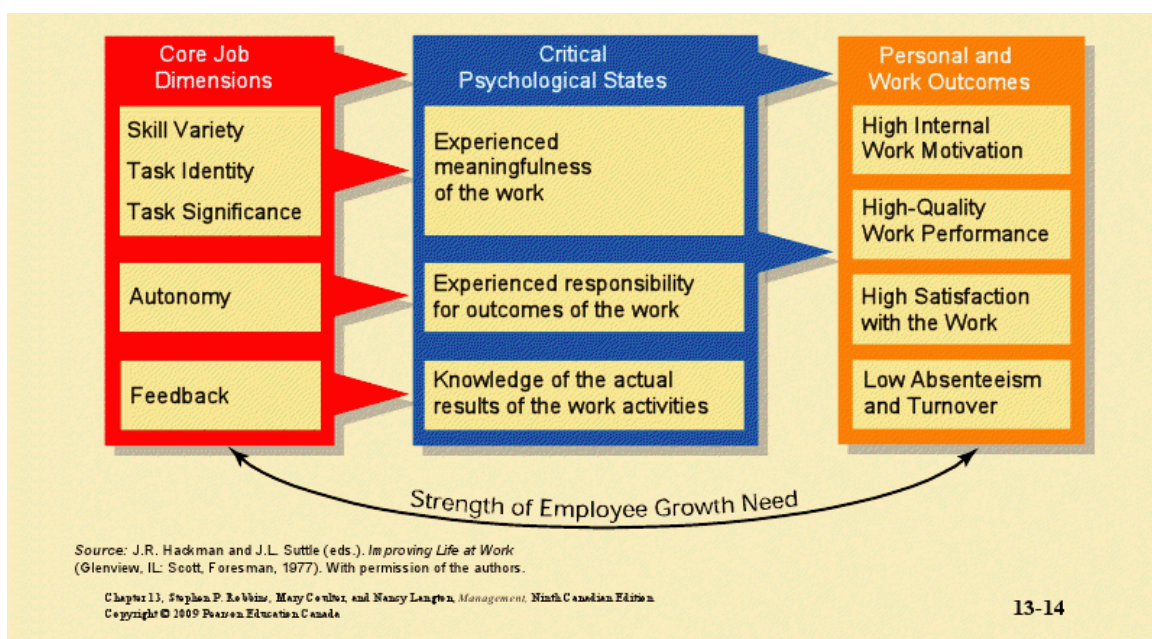 Core Job
Dimensions
Skill Variety
Task Identity
Task Significance
Autonomy
Feedback
Critical
Psychological States
Experienced
meaningfulness
of the work
Experienced responsibility
for outcomes of the work
Knowledge of the actual
results of the work activities
Personal and
Work Outcomes
High Internal
Work Motivation
High-Quality
Work Performance
High Satisfaction
with the Work
Low Absenteeism
and Turnover
Strength of Employee Growth Need
Source: J.R. Hackman and J.L. Suttle (eds.). Improving Life at Work
(Glenview, IL: Scott, Foresman, 1977). With permission of the authors.
Chapter 13, Stephen P. Robbins, Mary Coulter, and Nancy Langton, Management, Ninth Canadian Edition
Copyright © 2009 Pearson Education Canada
13-14